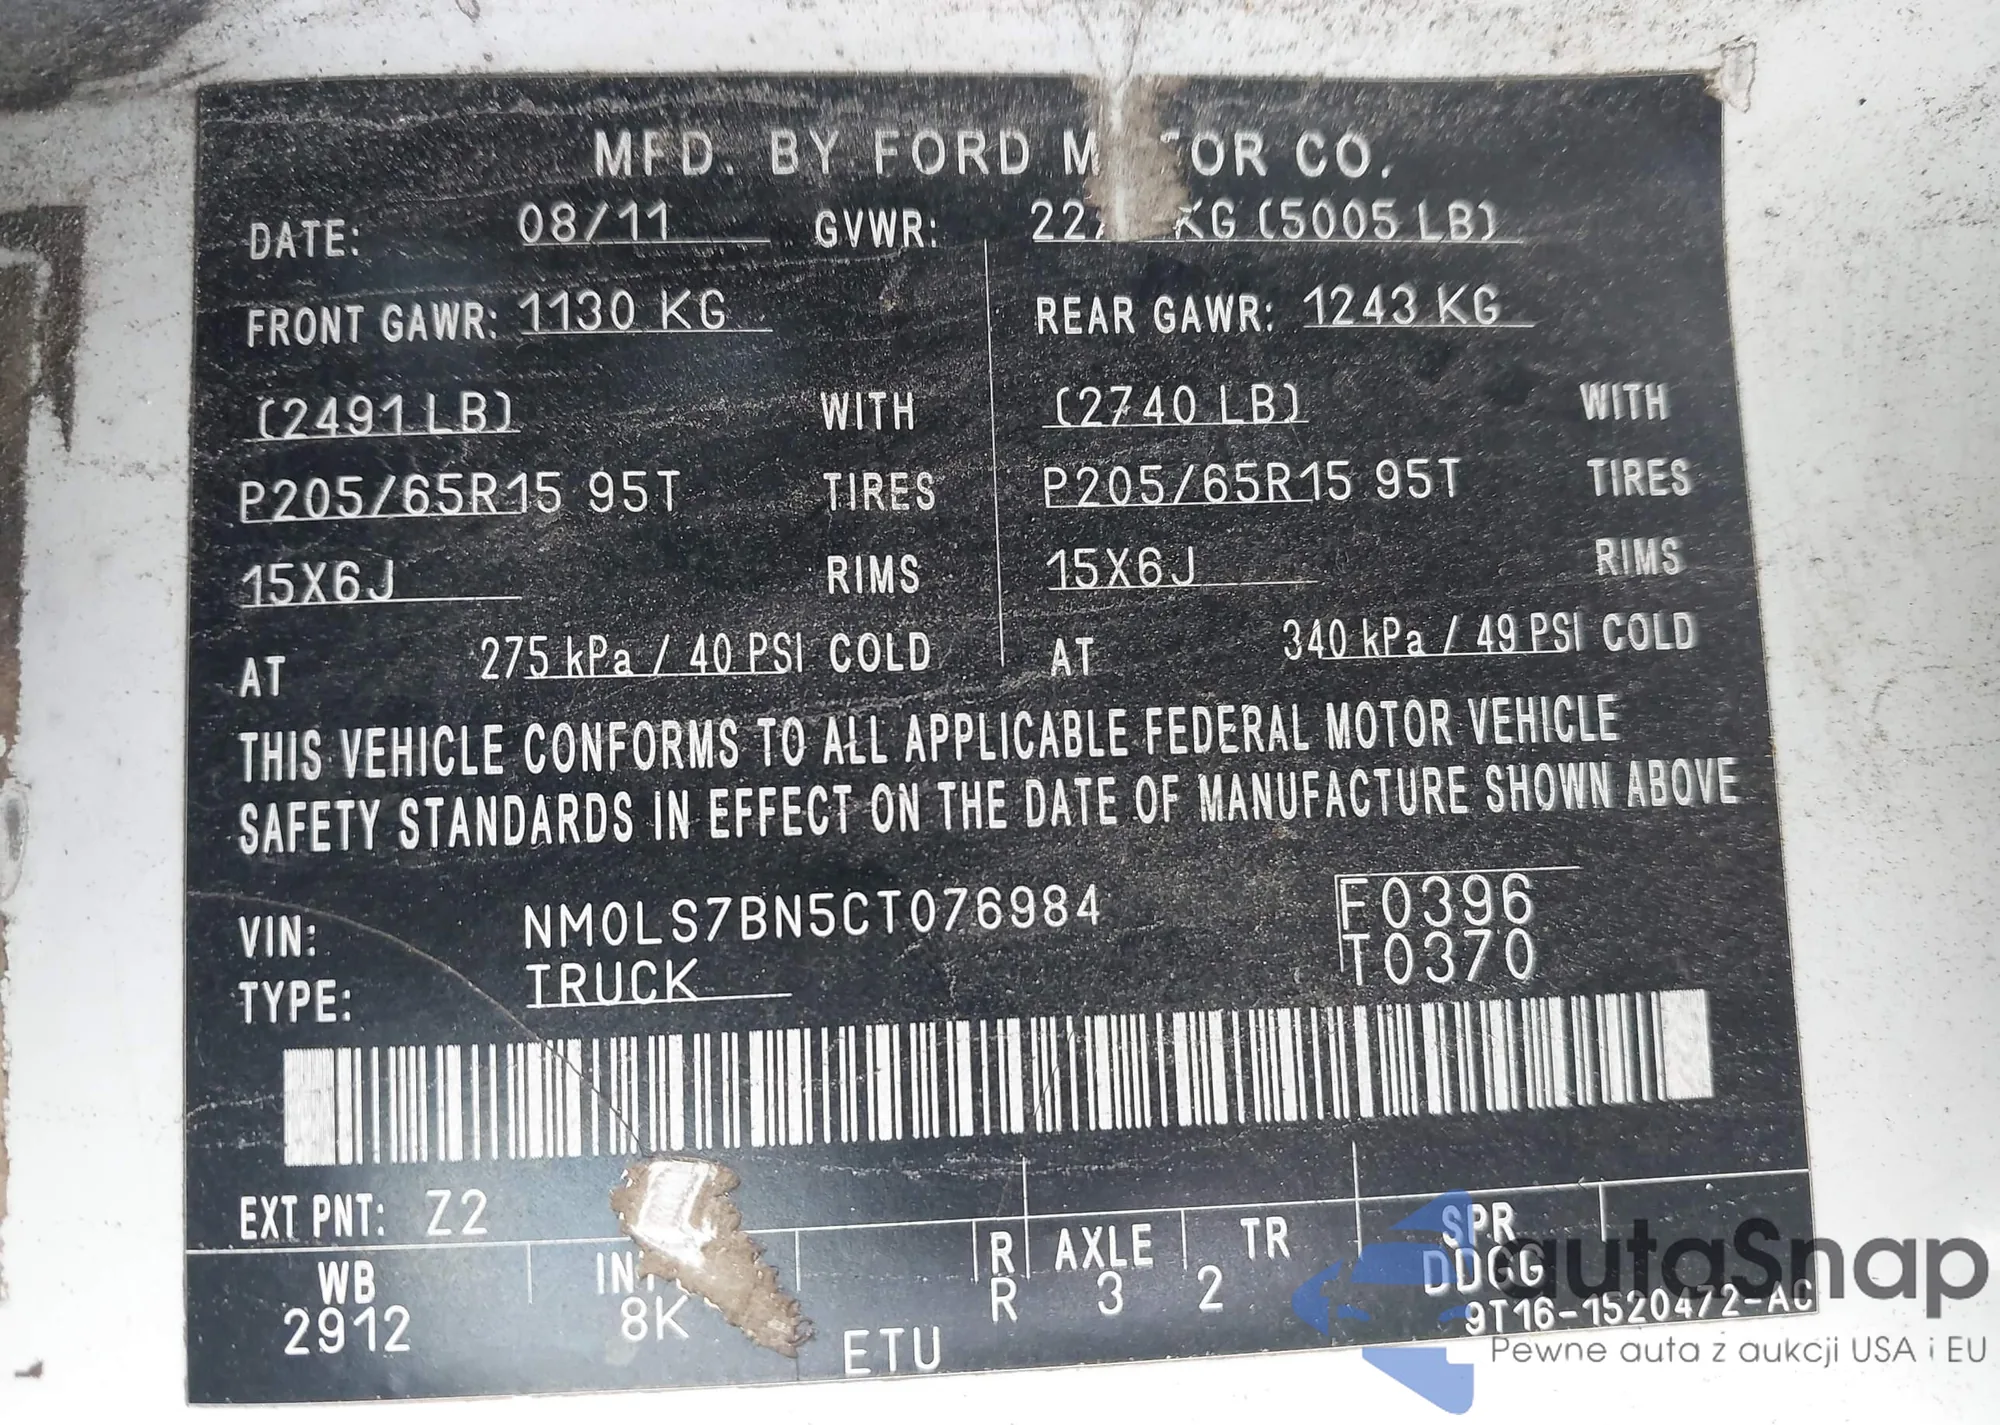 MFD. BY FORD MOTOR CO.
DATE: 08/11 GVWR: KG (5005 LB)
FRONT GAWR: 1130 KG REAR GAWR: 1243 KG
(2491 LB) WITH (2740 LB) WITH
P205/65R15 95T TIRES P205/65R15 95T TIRES
15X6J RIMS 15X6J RIMS
AT 275 kPa / 40 PSI COLD AT 340 kPa / 49 PSI COLD
THIS VEHICLE CONFORMS TO ALL APPLICABLE FEDERAL MOTOR VEHICLE
SAFETY STANDARDS IN EFFECT ON THE DATE OF MANUFACTURE SHOWN ABOVE
VIN: NM0LS7BN5CT076984 F0396
TYPE: TRUCK T0370
EXT PNT: Z2
WB R AXLE TR SPR
2912 8K R 3 2 DDGG
ETU 9T16-1520472-AC
autaSnap
Pewne auta z aukcji USA i EU